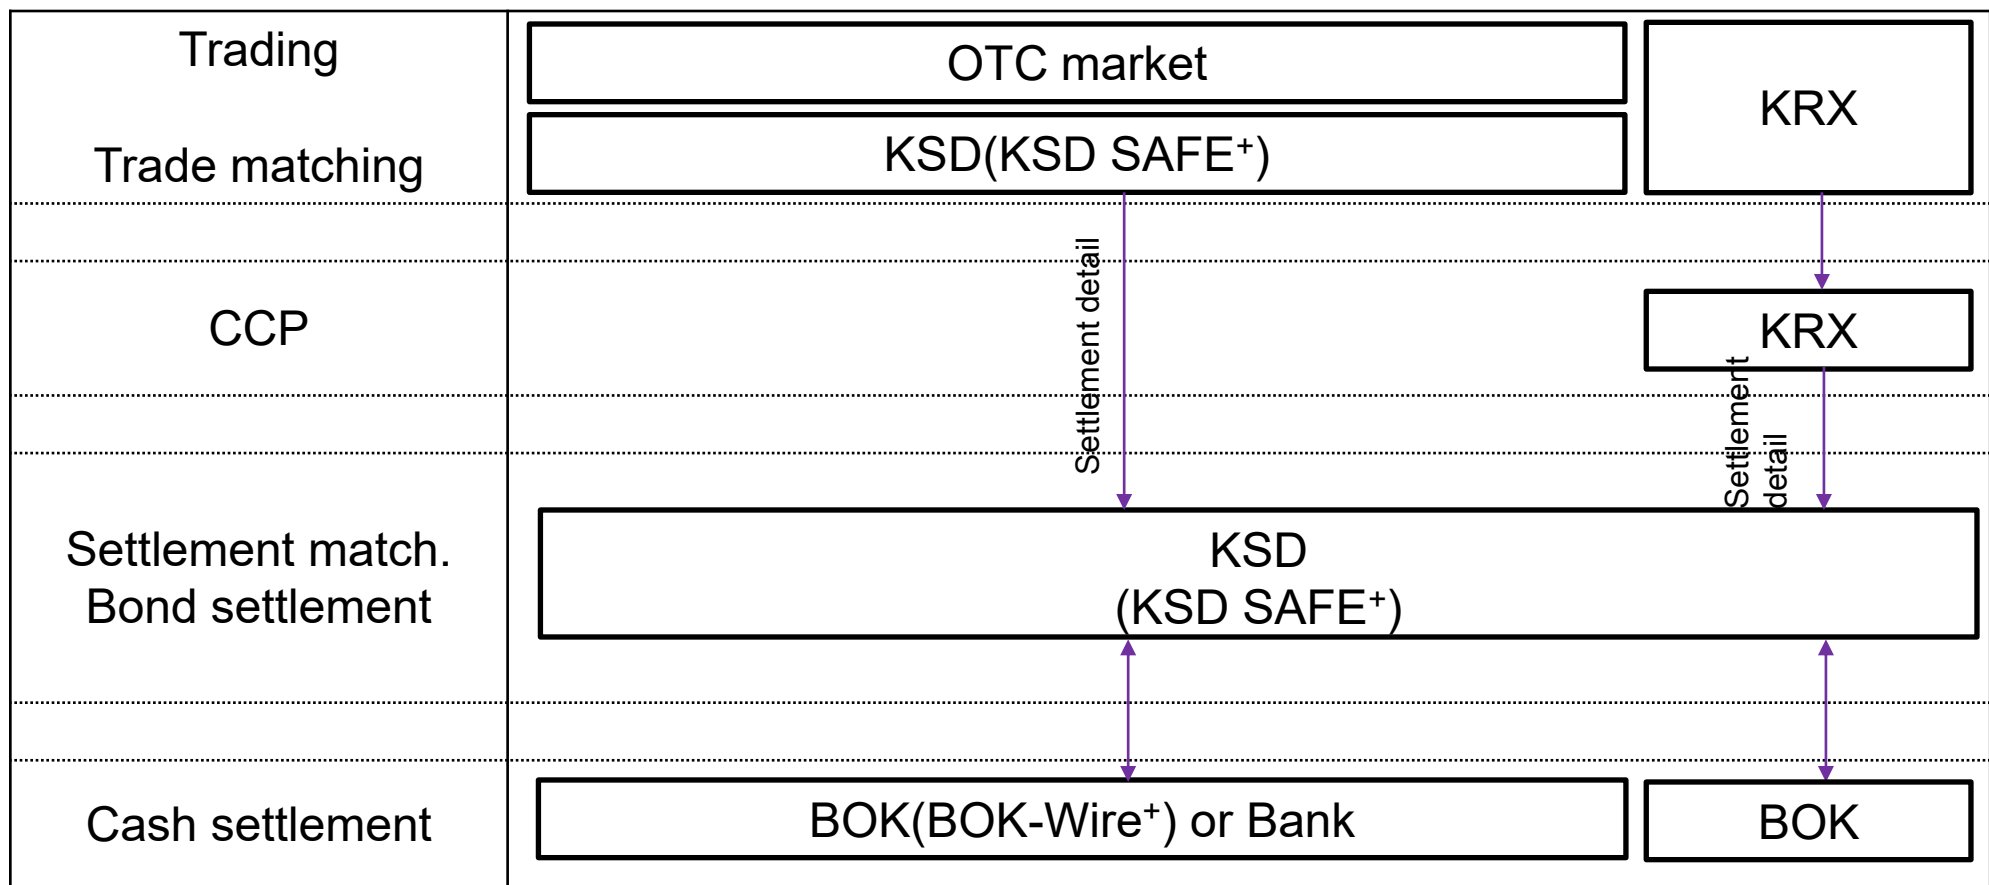 Trading
OTC market
KRX
Trade matching
KSD(KSD SAFE⁺)
Settlement detail
CCP
KRX
Settlement
detail
Settlement match.
Bond settlement
KSD
(KSD SAFE⁺)
Cash settlement
BOK(BOK-Wire⁺) or Bank
BOK